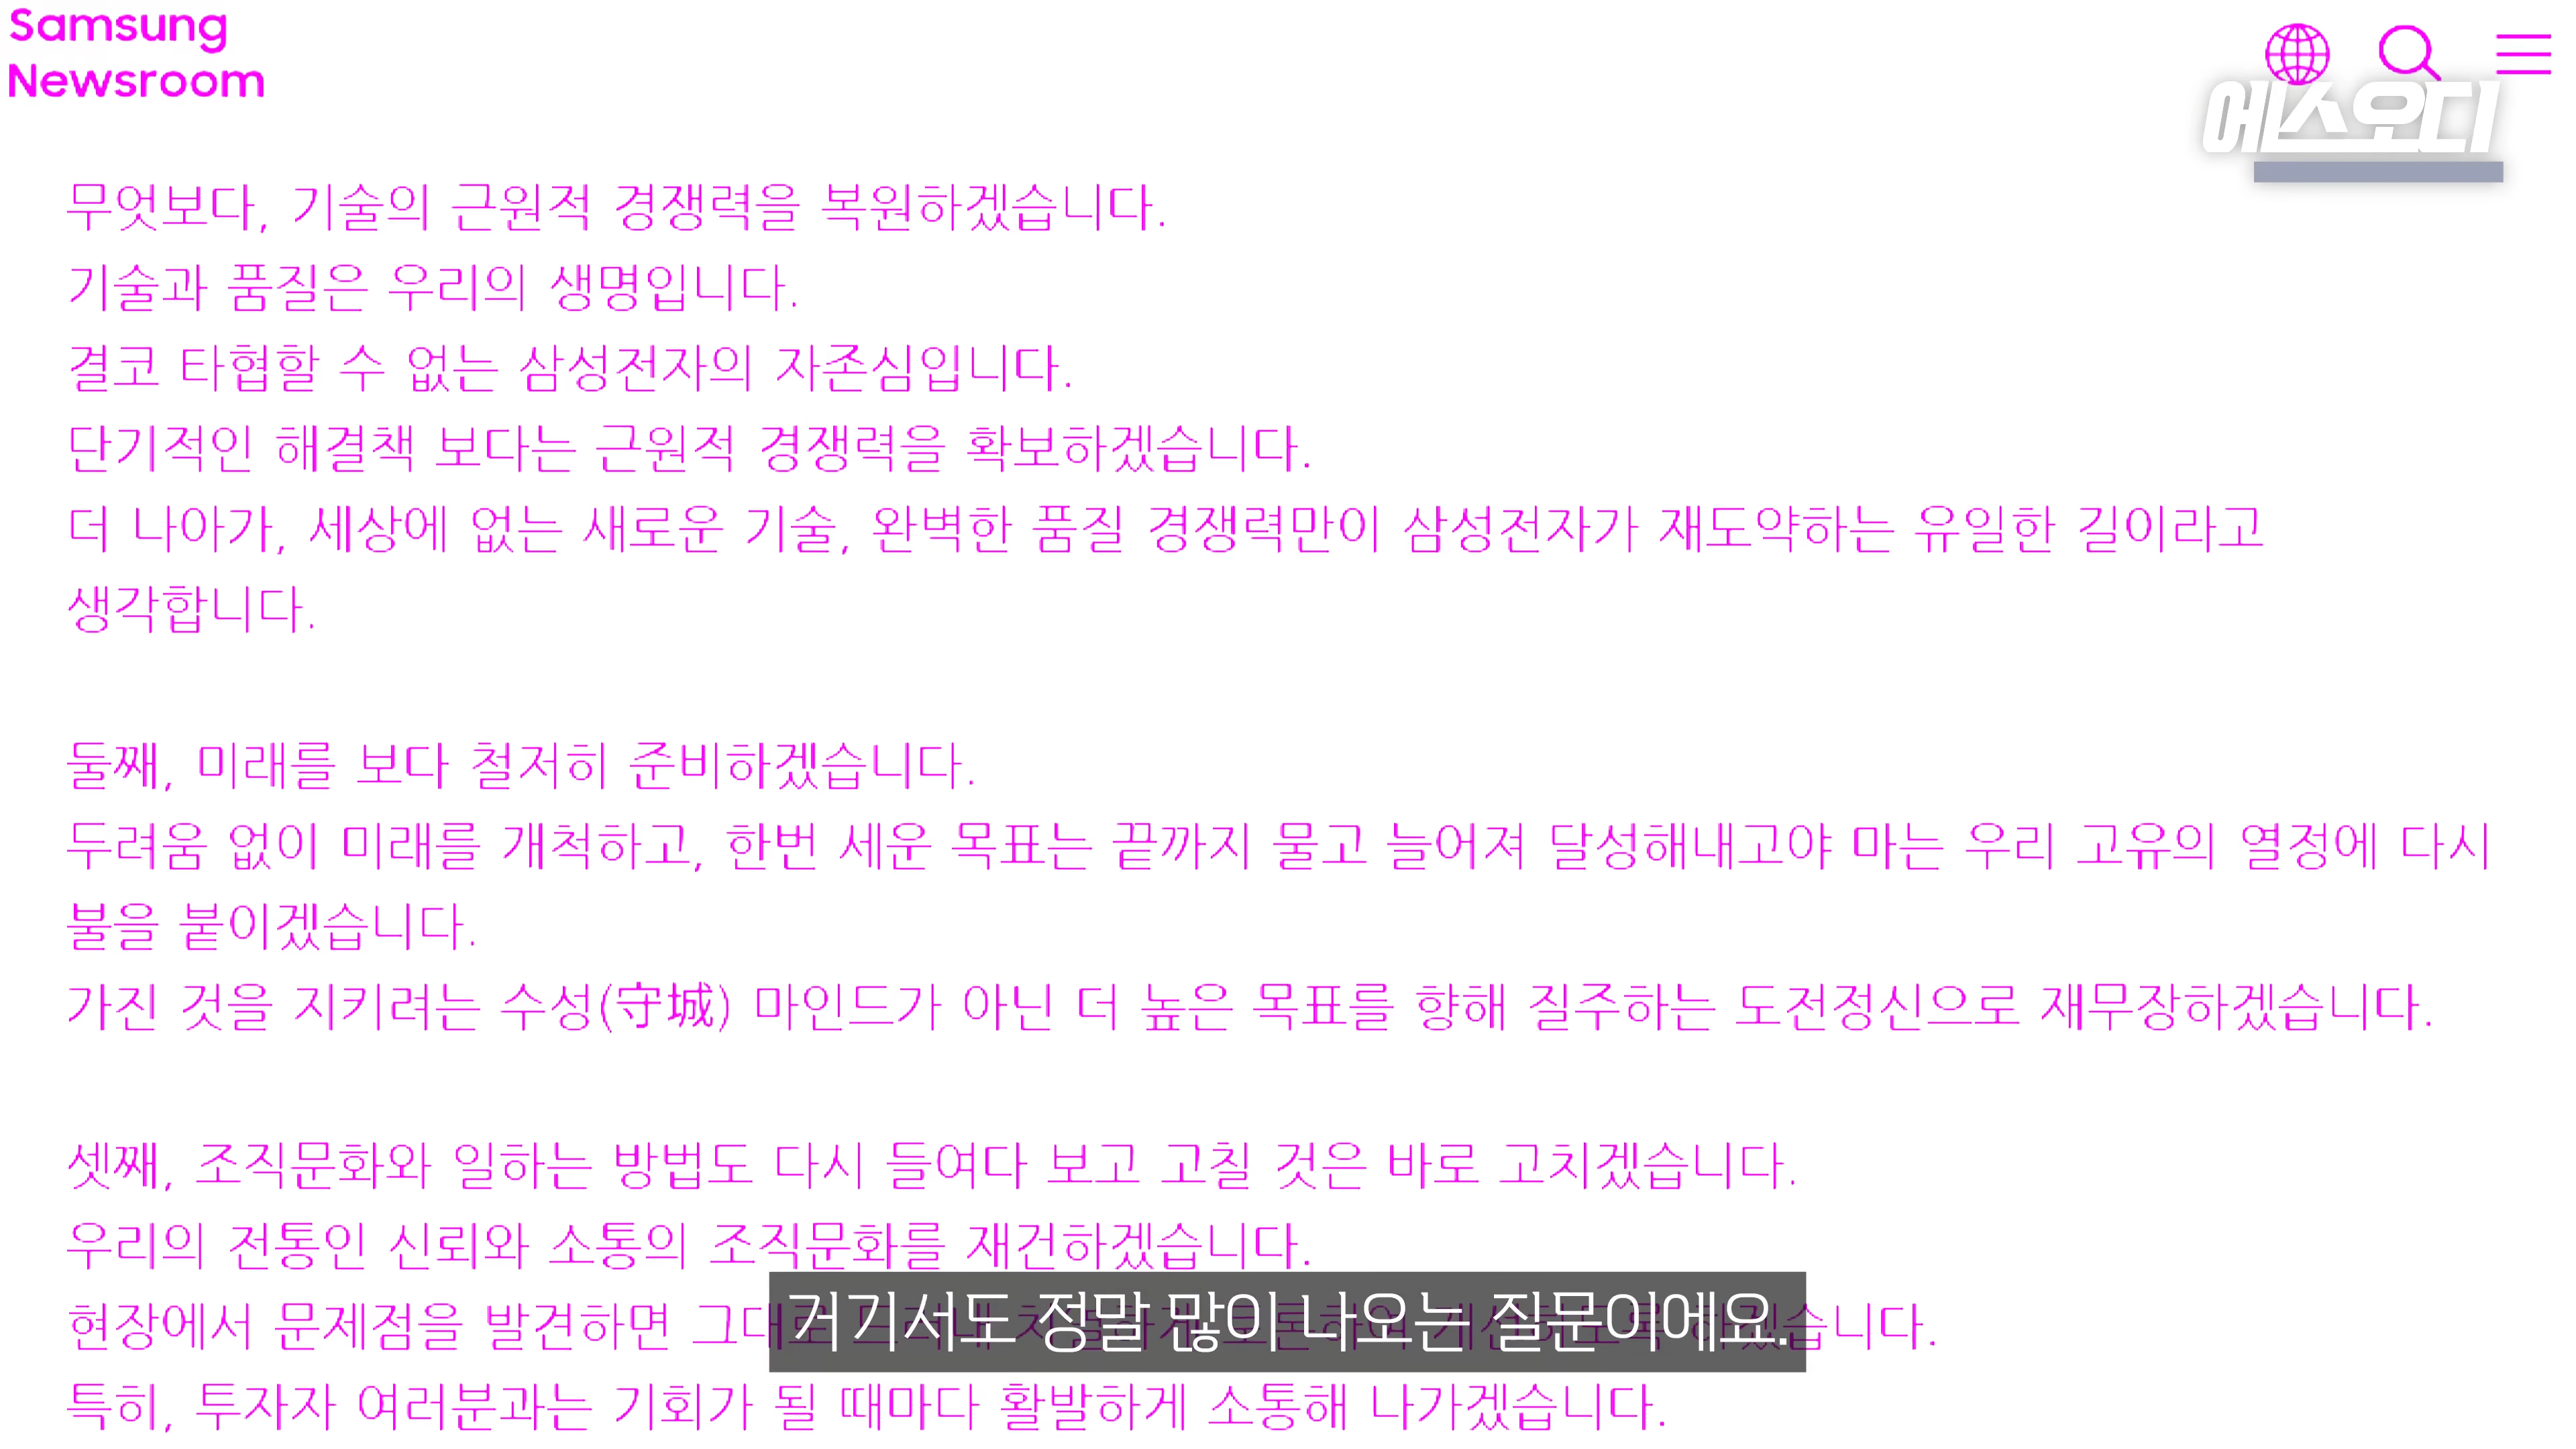 Samsung
Newsroom
에스오디
무엇보다, 기술의 근원적 경쟁력을 복원하겠습니다.
기술과 품질은 우리의 생명입니다.
결코 타협할 수 없는 삼성전자의 자존심입니다.
단기적인 해결책 보다는 근원적 경쟁력을 확보하겠습니다.
더 나아가, 세상에 없는 새로운 기술, 완벽한 품질 경쟁력만이 삼성전자가 재도약하는 유일한 길이라고
생각합니다.
둘째, 미래를 보다 철저히 준비하겠습니다.
두려움 없이 미래를 개척하고, 한번 세운 목표는 끝까지 물고 늘어져 달성해내고야 마는 우리 고유의 열정에 다시
불을 붙이겠습니다.
가진 것을 지키려는 수성(守城) 마인드가 아닌 더 높은 목표를 향해 질주하는 도전정신으로 재무장하겠습니다.
셋째, 조직문화와 일하는 방법도 다시 들여다 보고 고칠 것은 바로 고치겠습니다.
우리의 전통인 신뢰와 소통의 조직문화를 재건하겠습니다.
현장에서 문제점을 발견하면 그대로
거기서도 정말 많이 나오는 질문이에요.
특히, 투자자 여러분과는 기회가 될 때마다 활발하게 소통해 나가겠습니다.